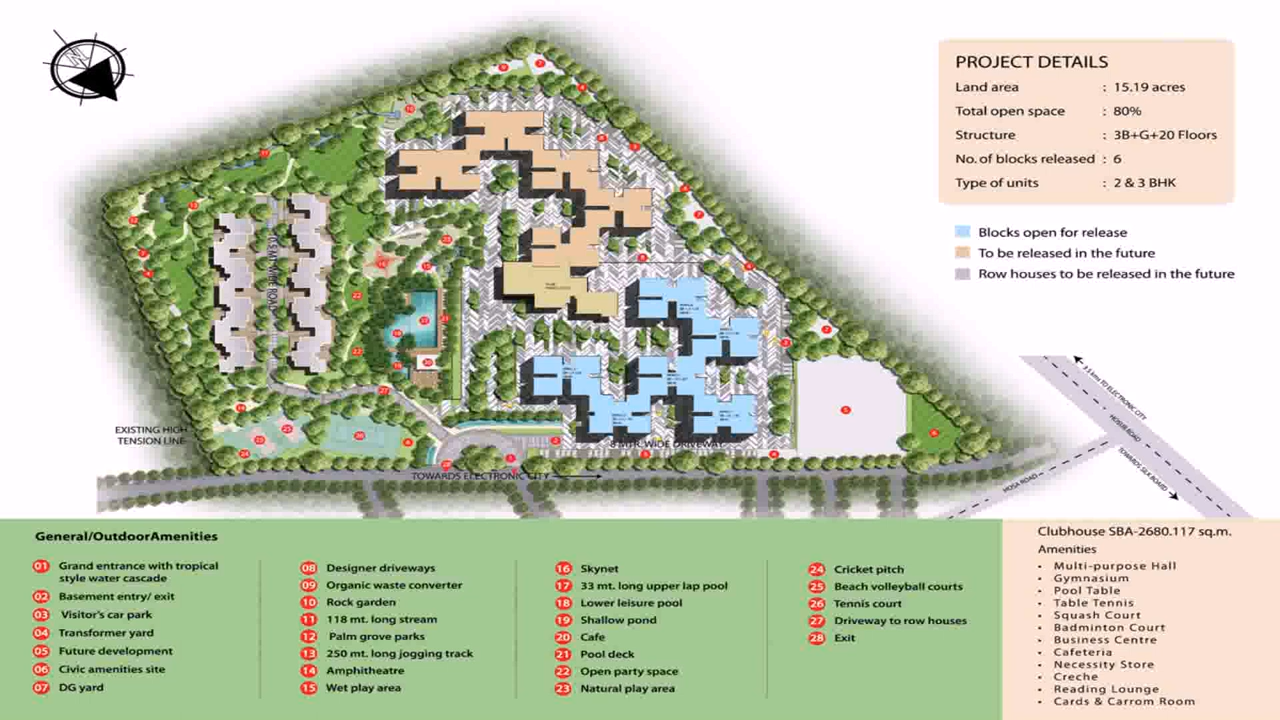 PROJECT DETAILS
Land area : 15.19 acres
Total open space : 80%
Structure : 3B+G+20 Floors
No. of blocks released : 6
Type of units : 2 & 3 BHK
Blocks open for release
To be released in the future
Row houses to be released in the future
EXISTING HIGH
TENSION LINE
8 MTR. WIDE DRIVEWAY
TOWARDS ELECTRONIC CITY
3.5 kms TO ELECTRONIC CITY
HOSUR ROAD
TOWARDS SILK BOARD
HOSA ROAD
General/OutdoorAmenities
01 Grand entrance with tropical
style water cascade
02 Basement entry/ exit
03 Visitor's car park
04 Transformer yard
05 Future development
06 Civic amenities site
07 DG yard
08 Designer driveways
09 Organic waste converter
10 Rock garden
11 118 mt. long stream
12 Palm grove parks
13 250 mt. long jogging track
14 Amphitheatre
15 Wet play area
16 Skynet
17 33 mt. long upper lap pool
18 Lower leisure pool
19 Shallow pond
20 Cafe
21 Pool deck
22 Open party space
23 Natural play area
24 Cricket pitch
25 Beach volleyball courts
26 Tennis court
27 Driveway to row houses
28 Exit
Clubhouse SBA-2680.117 sq.m.
Amenities
• Multi-purpose Hall
• Gymnasium
• Pool Table
• Table Tennis
• Squash Court
• Badminton Court
• Business Centre
• Cafeteria
• Necessity Store
• Creche
• Reading Lounge
• Cards & Carrom Room